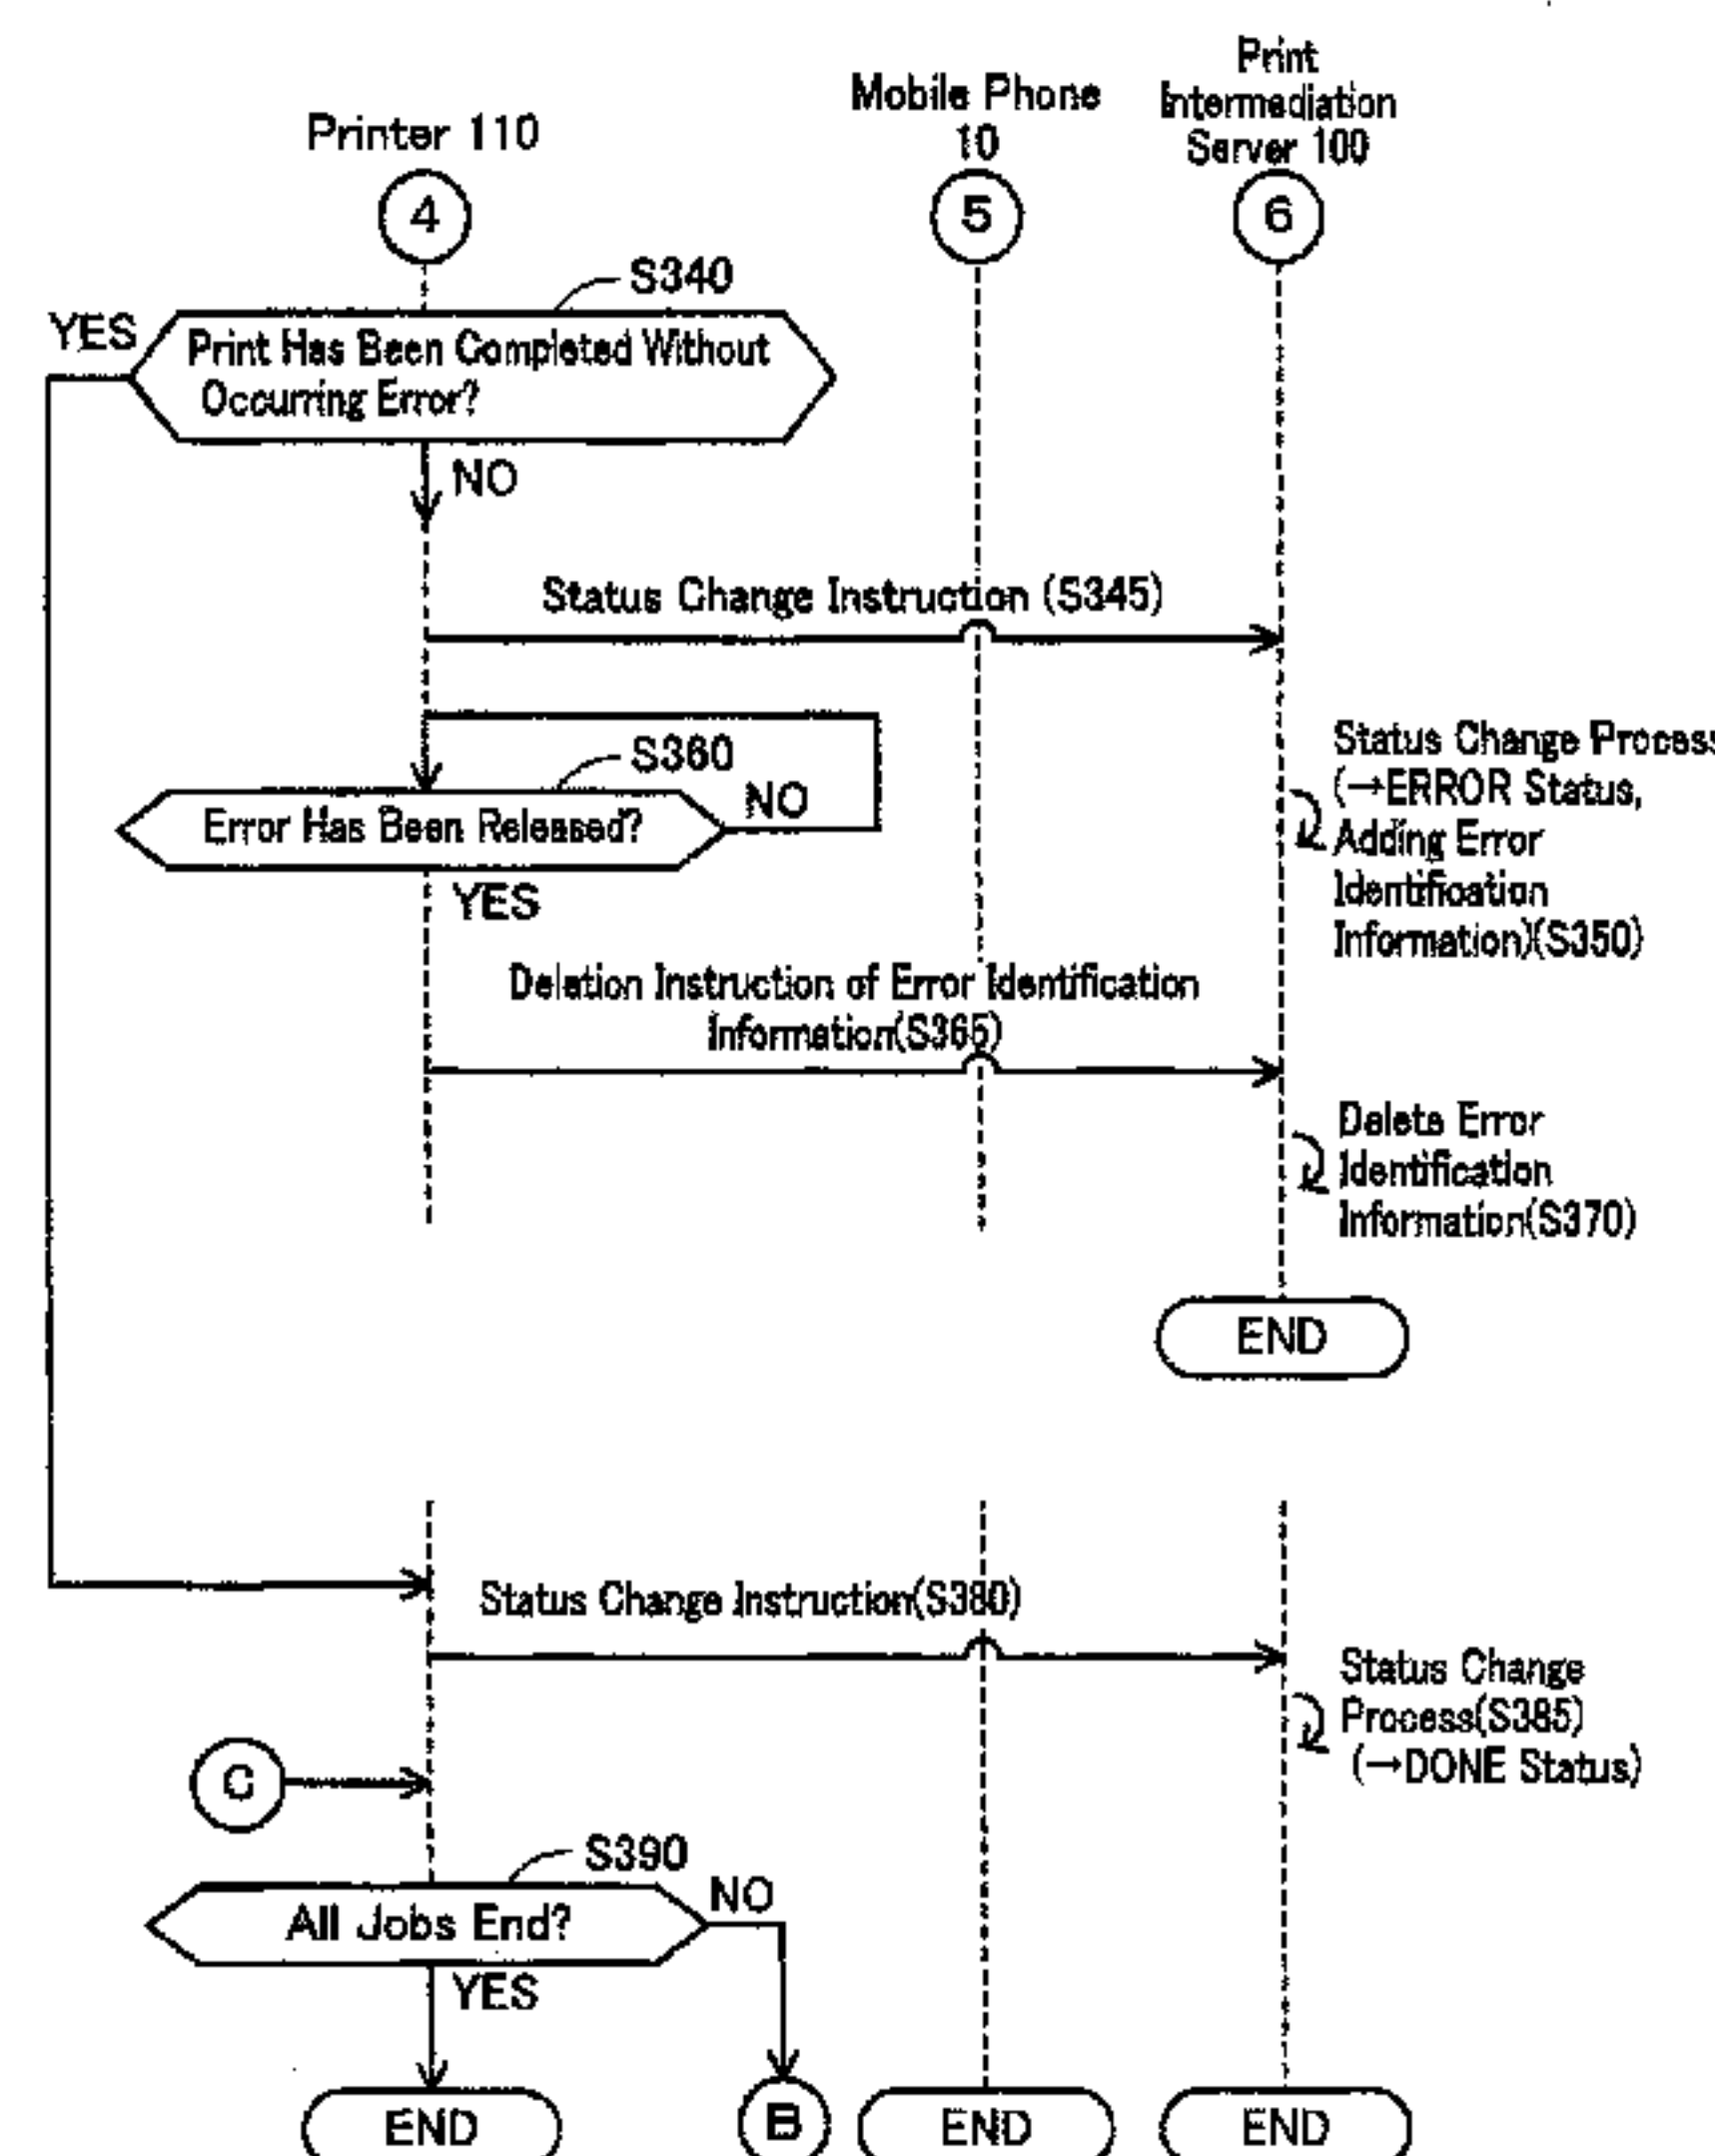 Printer 110
Mobile Phone
10
Print
Intermediation
Server 100
4
5
6
S340
YES
Print Has Been Completed Without
Occurring Error?
NO
Status Change Instruction (S345)
S360
Error Has Been Released?
NO
YES
Status Change Process
(→ERROR Status,
Adding Error
Identification
Information)(S350)
Deletion Instruction of Error Identification
Information(S365)
Delete Error
Identification
Information(S370)
END
Status Change Instruction(S380)
Status Change
Process(S385)
(→DONE Status)
C
S390
All Jobs End?
NO
YES
END
B
END
END